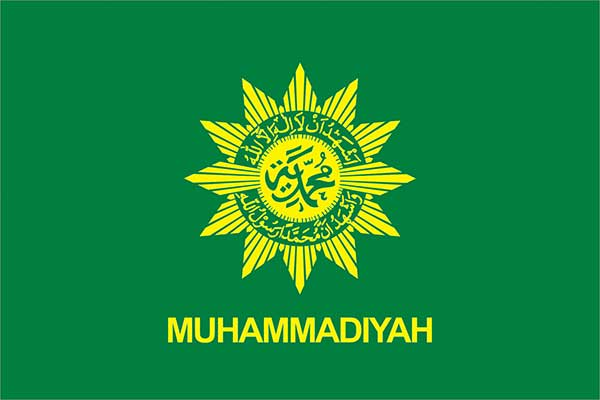 أشهد أن لا إله إلا الله
محمدية
وأشهد أن محمدا رسول الله
MUHAMMADIYAH